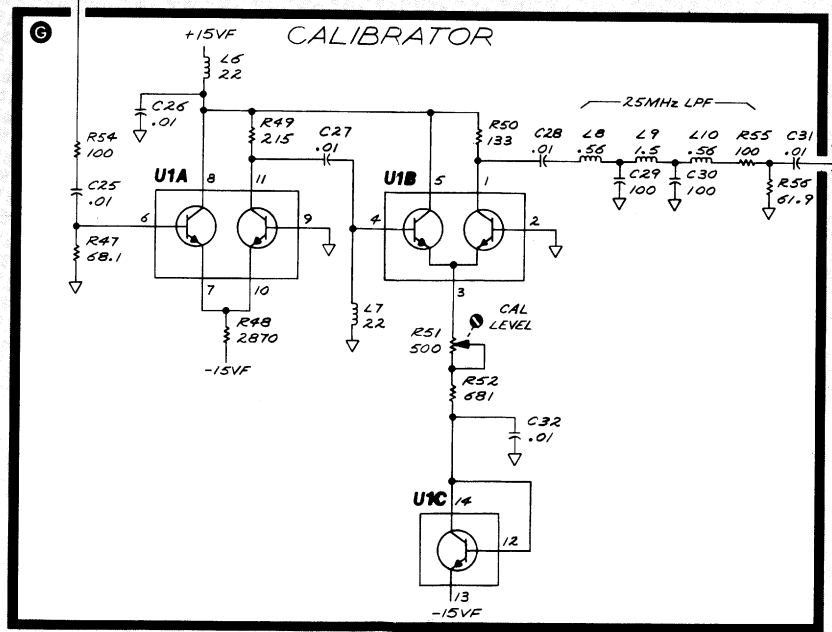 G
CALIBRATOR
+15VF
L6
22
C26
.01
R49
215
C27
.01
R50
133
C28
.01
25MHz LPF
L8
.56
L9
1.5
L10
.56
R55
100
C31
.01
C29
100
C30
100
R56
61.9
R54
100
C25
.01
R47
68.1
U1A
8
11
6
9
7
10
R48
2870
-15VF
U1B
5
1
4
2
3
L7
22
CAL
LEVEL
R51
500
R52
681
C32
.01
U1C
14
12
13
-15VF